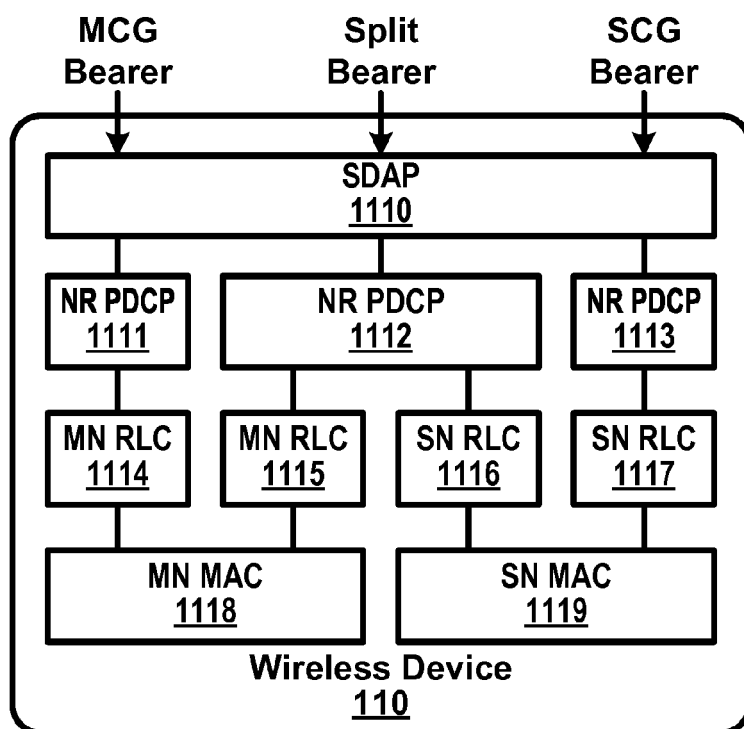 MCG Bearer
Split Bearer
SCG Bearer
SDAP
1110
NR PDCP
1111
NR PDCP
1112
NR PDCP
1113
MN RLC
1114
MN RLC
1115
SN RLC
1116
SN RLC
1117
MN MAC
1118
SN MAC
1119
Wireless Device
110